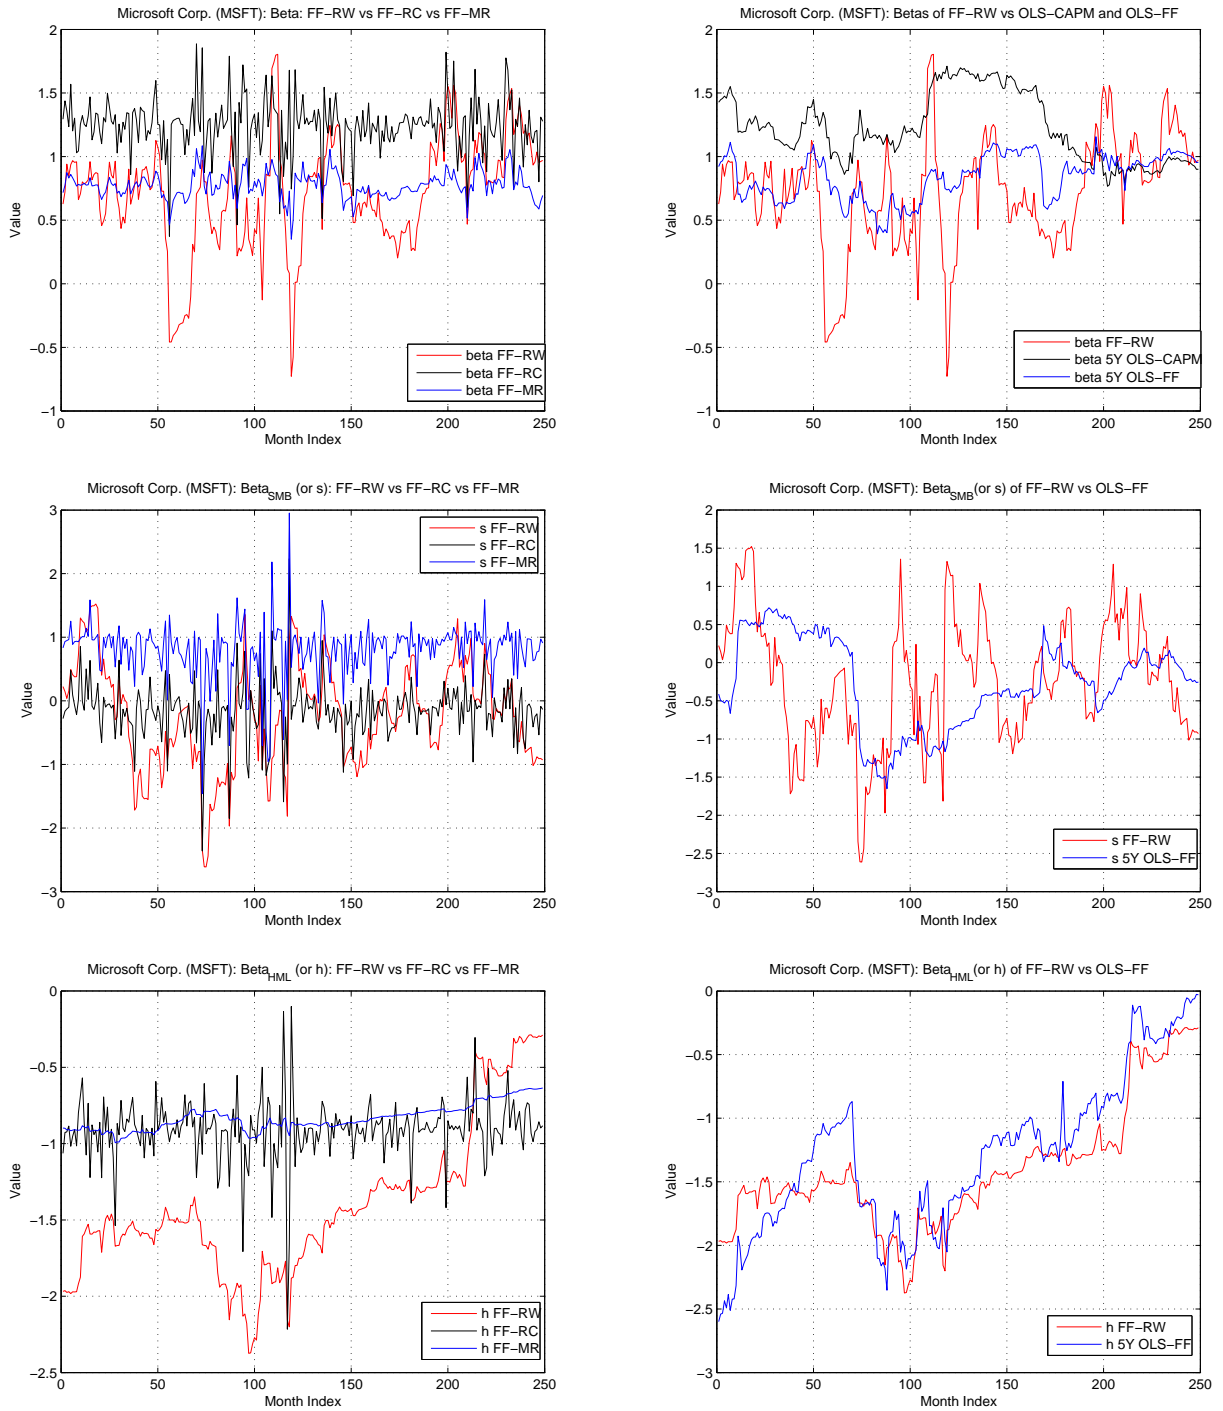 Microsoft Corp. (MSFT): Beta: FF−RW vs FF−RC vs FF−MR
2
1.5
1
0.5
0
−0.5
−1
Value
0 50 100 150 200 250
Month Index
beta FF−RW
beta FF−RC
beta FF−MR
Microsoft Corp. (MSFT): Betas of FF−RW vs OLS−CAPM and OLS−FF
2
1.5
1
0.5
0
−0.5
−1
Value
0 50 100 150 200 250
Month Index
beta FF−RW
beta 5Y OLS−CAPM
beta 5Y OLS−FF
Microsoft Corp. (MSFT): Beta_SMB (or s): FF−RW vs FF−RC vs FF−MR
3
2
1
0
−1
−2
−3
Value
0 50 100 150 200 250
Month Index
s FF−RW
s FF−RC
s FF−MR
Microsoft Corp. (MSFT): Beta_SMB (or s) of FF−RW vs OLS−FF
2
1.5
1
0.5
0
−0.5
−1
−1.5
−2
−2.5
−3
Value
0 50 100 150 200 250
Month Index
s FF−RW
s 5Y OLS−FF
Microsoft Corp. (MSFT): Beta_HML (or h): FF−RW vs FF−RC vs FF−MR
0
−0.5
−1
−1.5
−2
−2.5
Value
0 50 100 150 200 250
Month Index
h FF−RW
h FF−RC
h FF−MR
Microsoft Corp. (MSFT): Beta_HML (or h) of FF−RW vs OLS−FF
0
−0.5
−1
−1.5
−2
−2.5
−3
Value
0 50 100 150 200 250
Month Index
h FF−RW
h 5Y OLS−FF